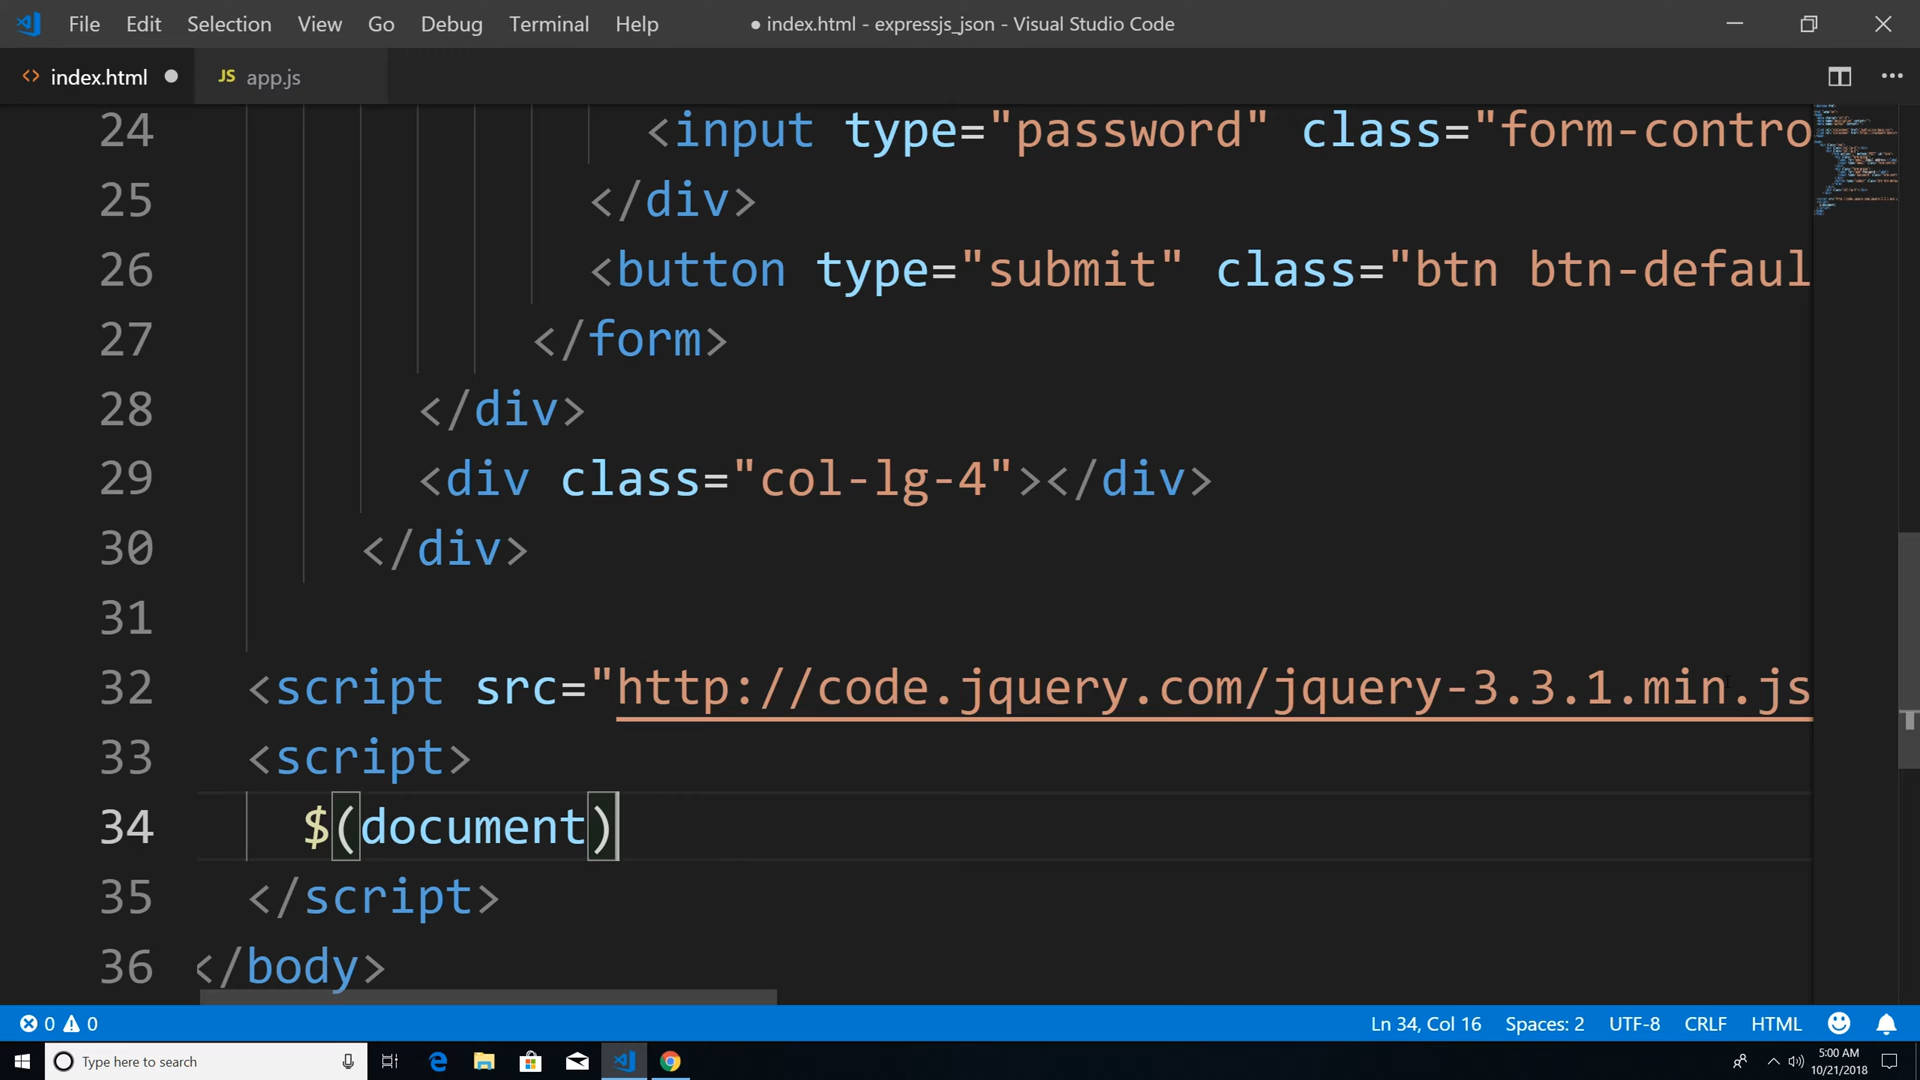 File Edit Selection View Go Debug Terminal Help ● index.html - expressjs_json - Visual Studio Code
<> index.html ● JS app.js
24 <input type="password" class="form-contro
25 </div>
26 <button type="submit" class="btn btn-defaul
27 </form>
28 </div>
29 <div class="col-lg-4"></div>
30 </div>
31
32 <script src="http://code.jquery.com/jquery-3.3.1.min.js
33 <script>
34 $(document)
35 </script>
36 </body>
0 0 Ln 34, Col 16 Spaces: 2 UTF-8 CRLF HTML
Type here to search 5:00 AM
10/21/2018